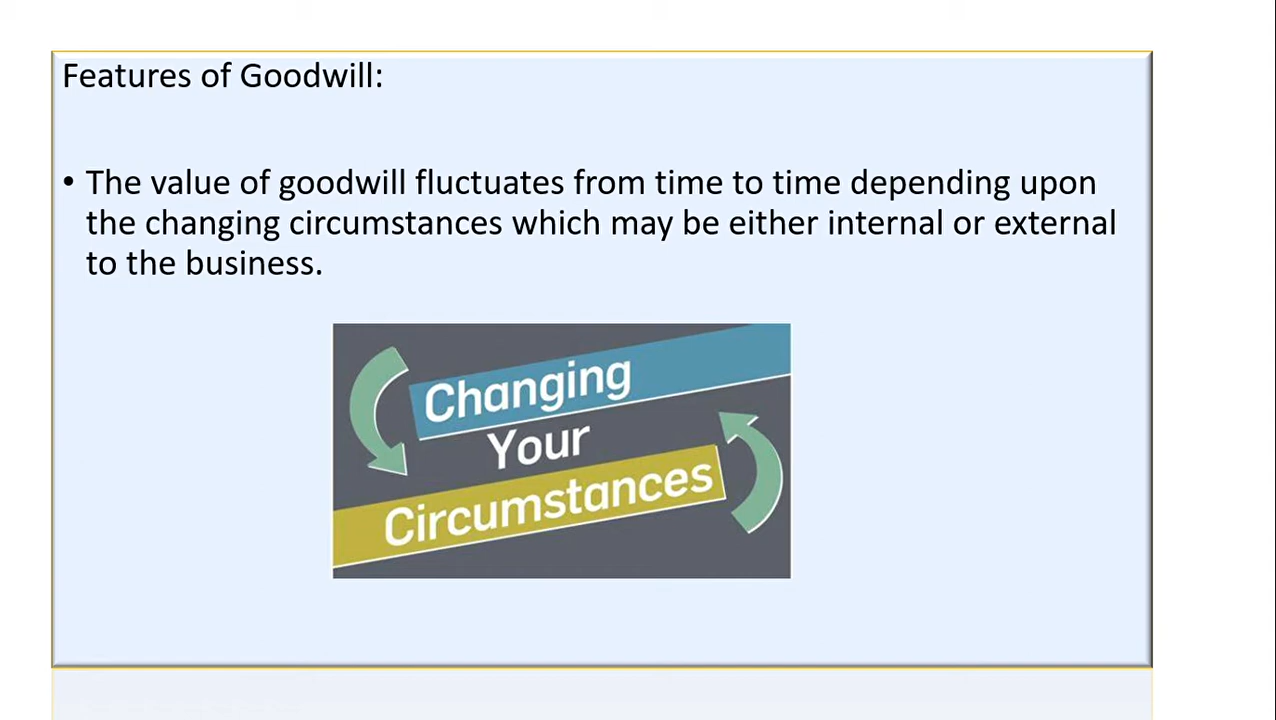 Features of Goodwill:
• The value of goodwill fluctuates from time to time depending upon
the changing circumstances which may be either internal or external
to the business.
Changing
Your
Circumstances